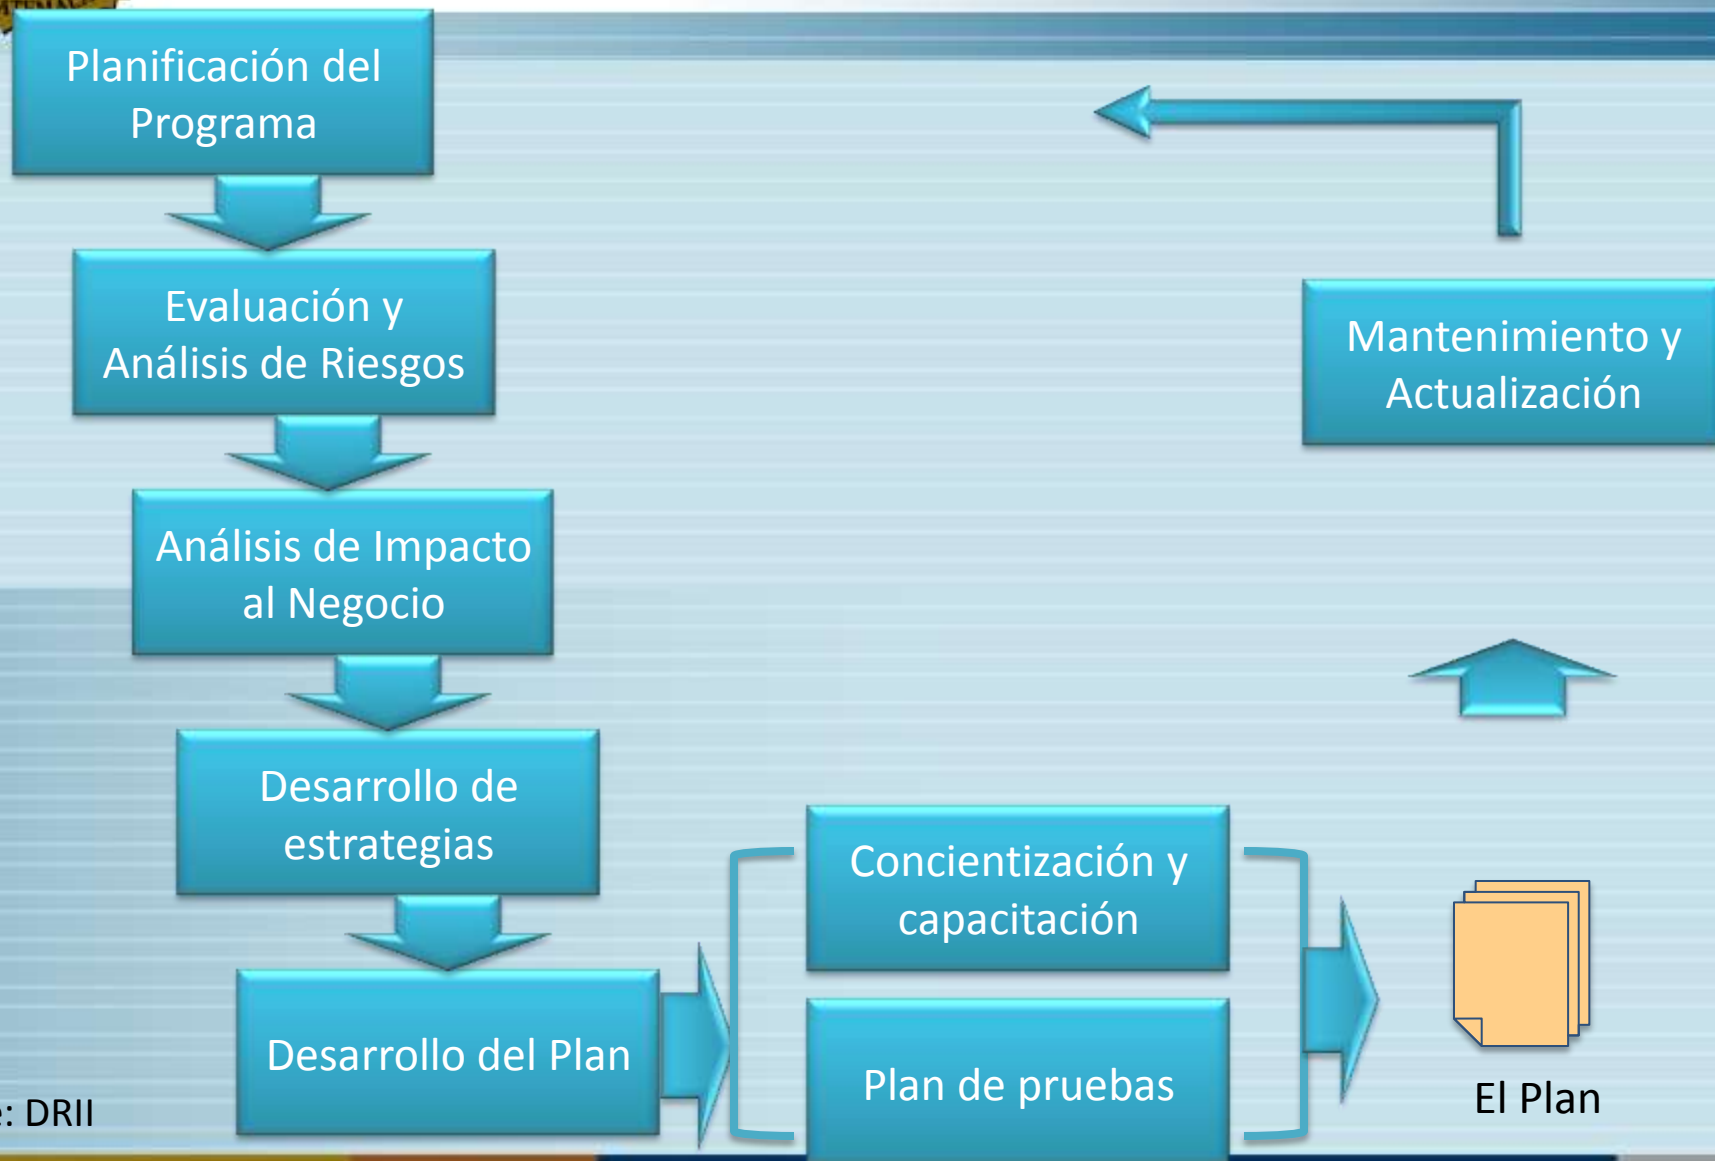 Planificación del
Programa
Evaluación y
Análisis de Riesgos
Mantenimiento y
Actualización
Análisis de Impacto
al Negocio
Desarrollo de
estrategias
Concientización y
capacitación
Desarrollo del Plan
Plan de pruebas
El Plan
: DRII